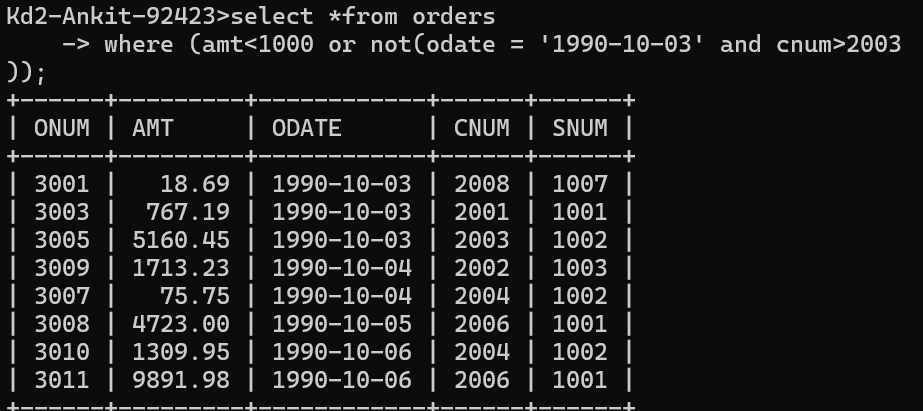 Kd2-Ankit-92423>select *from orders
    -> where (amt<1000 or not(odate = '1990-10-03' and cnum>2003
));
+------+---------+------------+------+------+
| ONUM | AMT     | ODATE      | CNUM | SNUM |
+------+---------+------------+------+------+
| 3001 |   18.69 | 1990-10-03 | 2008 | 1007 |
| 3003 |  767.19 | 1990-10-03 | 2001 | 1001 |
| 3005 | 5160.45 | 1990-10-03 | 2003 | 1002 |
| 3009 | 1713.23 | 1990-10-04 | 2002 | 1003 |
| 3007 |   75.75 | 1990-10-04 | 2004 | 1002 |
| 3008 | 4723.00 | 1990-10-05 | 2006 | 1001 |
| 3010 | 1309.95 | 1990-10-06 | 2004 | 1002 |
| 3011 | 9891.98 | 1990-10-06 | 2006 | 1001 |
+------+---------+------------+------+------+